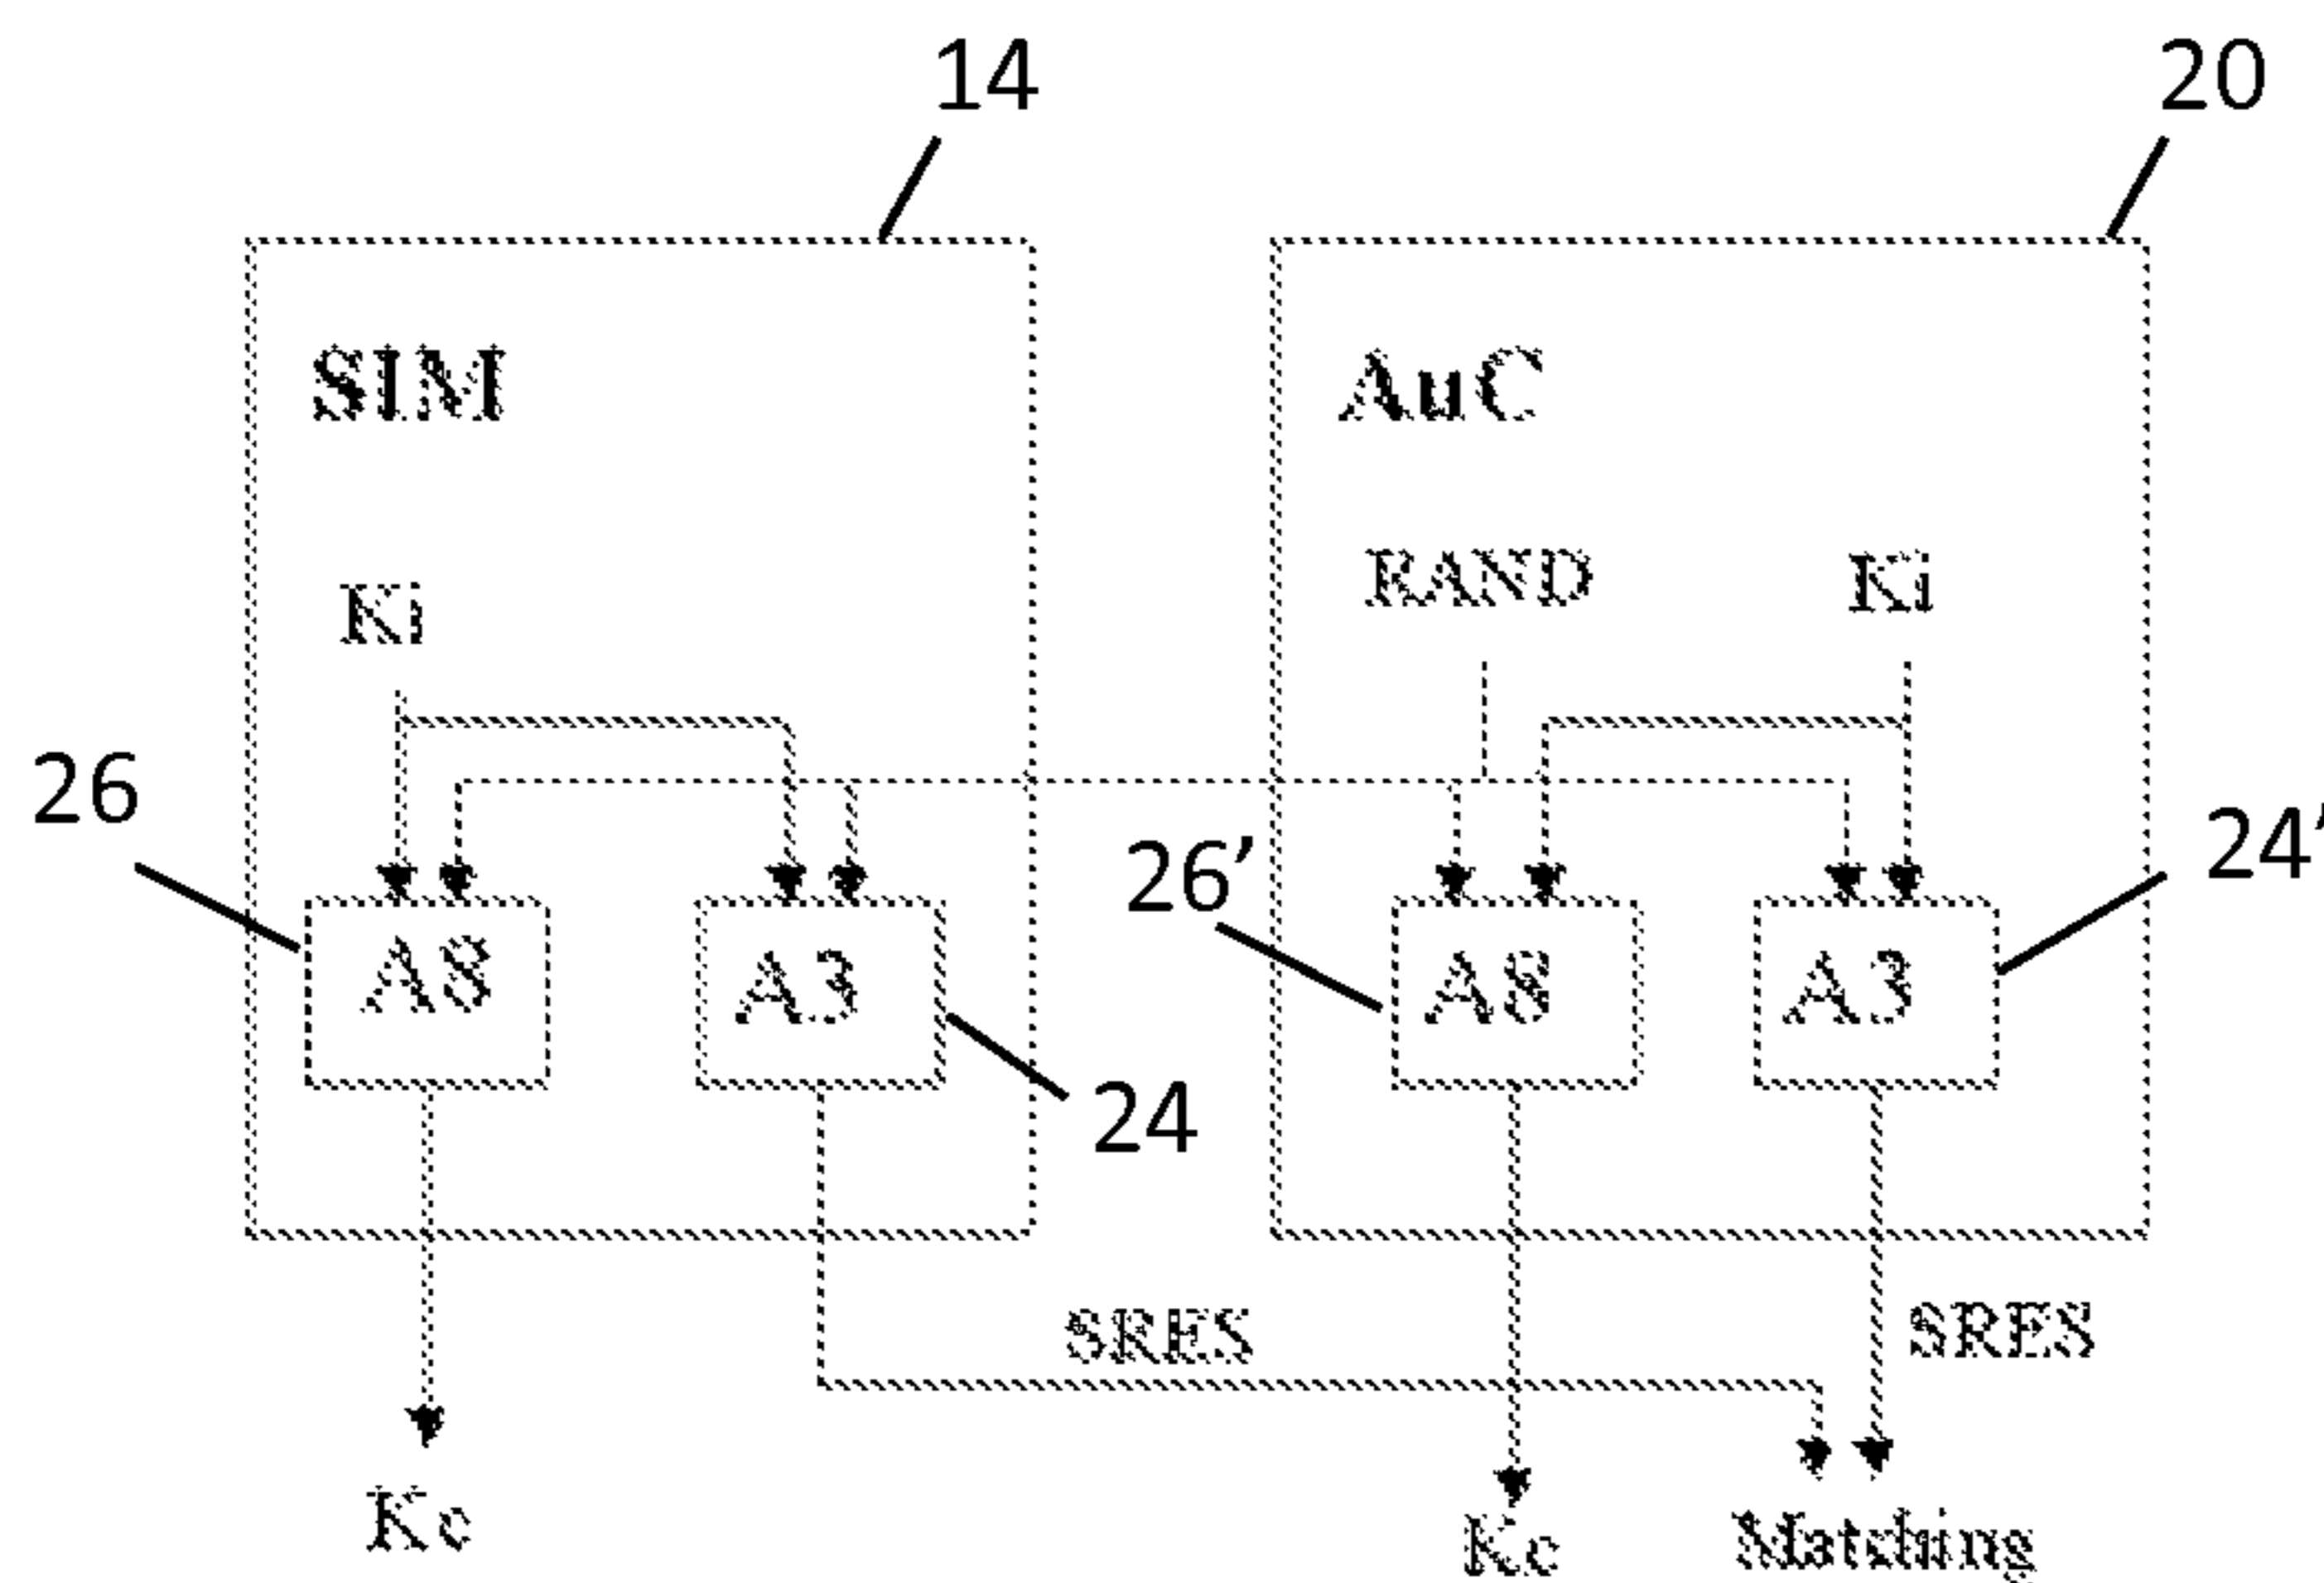 14 20
SIM AuC
RAND Ki
Ki
26
24’
26’
A8 A3 A8 A3
24
SRES SRES
Kc
Kc Matching